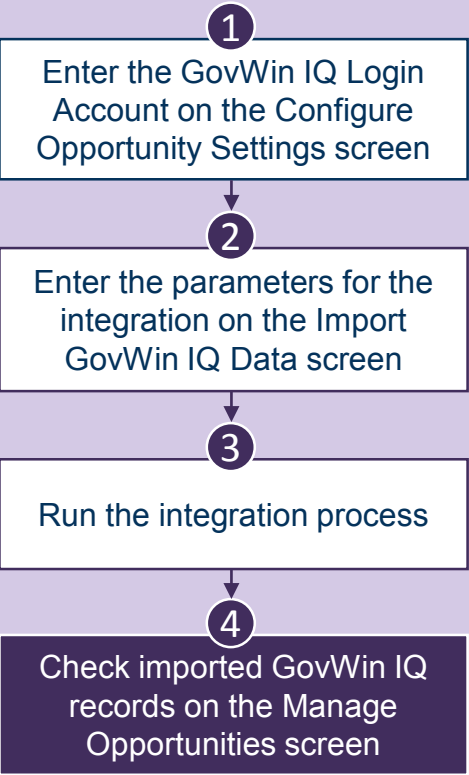 1
Enter the GovWin IQ Login
Account on the Configure
Opportunity Settings screen
2
Enter the parameters for the
integration on the Import
GovWin IQ Data screen
3
Run the integration process
4
Check imported GovWin IQ
records on the Manage
Opportunities screen